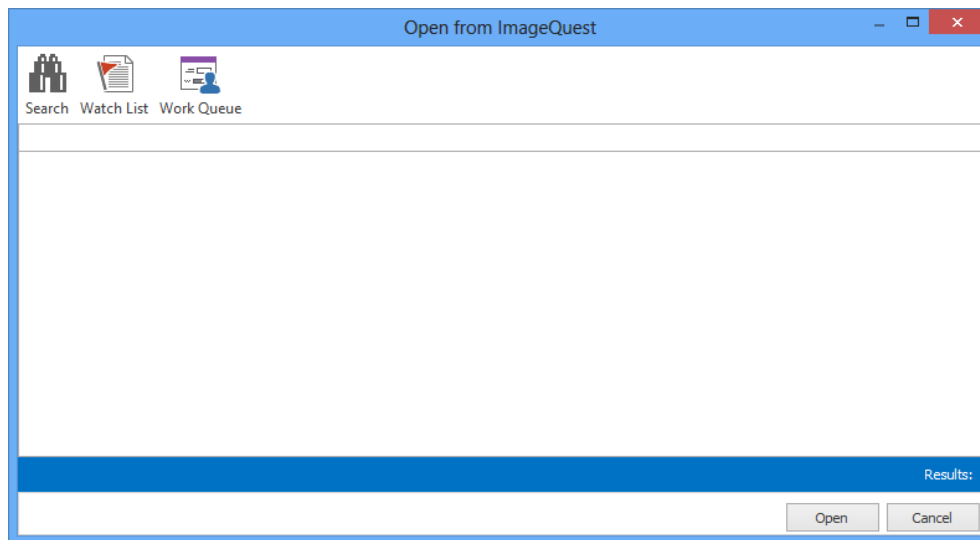 Open from ImageQuest
Search Watch List Work Queue
Results:
Open Cancel